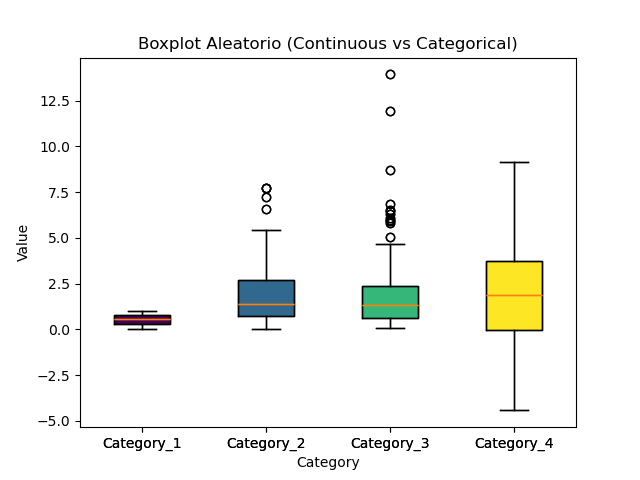 Boxplot Aleatorio (Continuous vs Categorical)
12.5
10.0
7.5
5.0
2.5
0.0
−2.5
−5.0
Value
Category_1 Category_2 Category_3 Category_4
Category